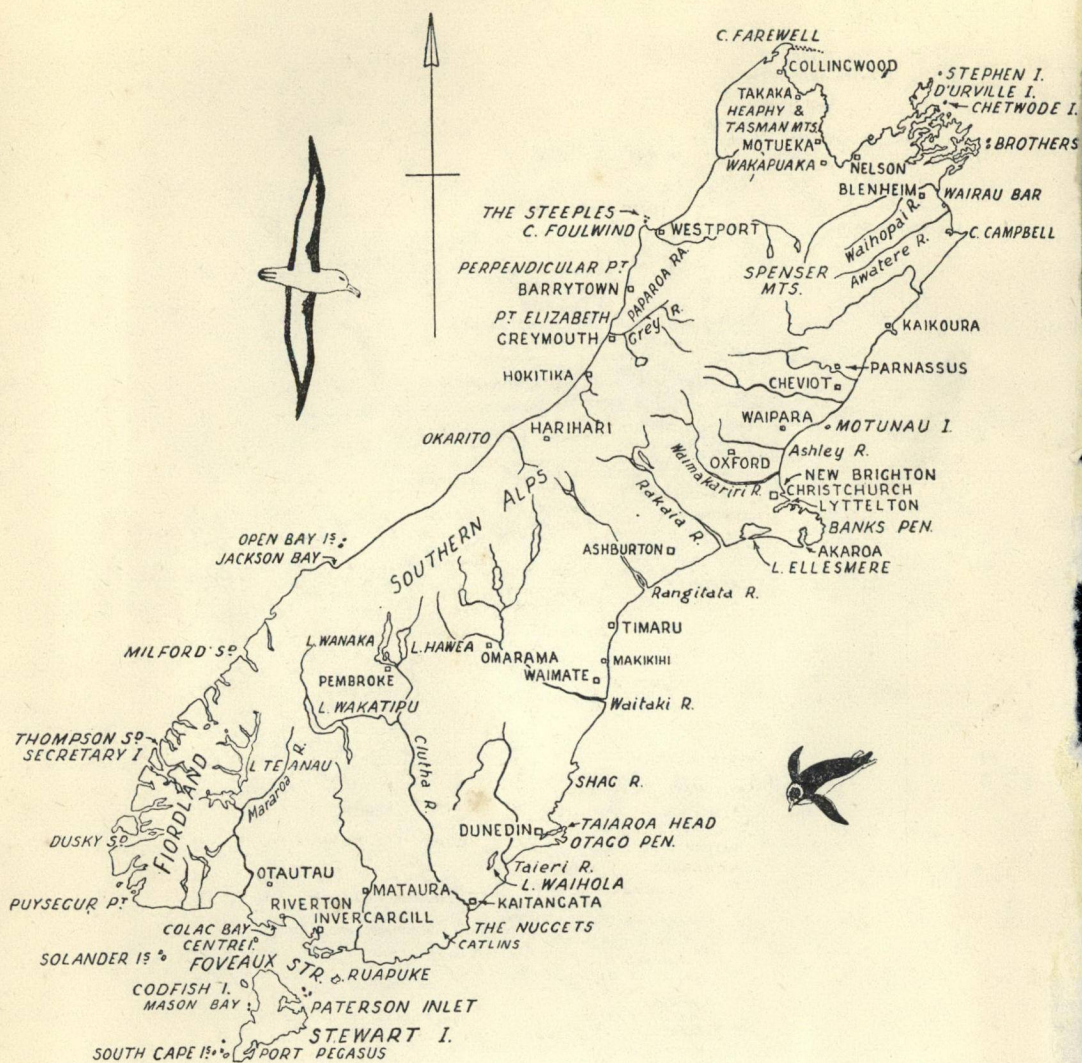 C. FAREWELL
COLLINGWOOD
STEPHEN I.
D'URVILLE I.
CHETWODE I.
TAKAKA
HEAPHY &
TASMAN MTS.
MOTUEKA
WAKAPUAKA
BROTHERS
NELSON
BLENHEIM
WAIRAU BAR
THE STEEPLES
C. FOULWIND
WESTPORT
Waihopai R.
Awatere R.
C. CAMPBELL
PERPENDICULAR PT
BARRYTOWN
PAPAROA RA.
SPENSER
MTS.
PT ELIZABETH
GREYMOUTH
Grey R.
KAIKOURA
HOKITIKA
PARNASSUS
CHEVIOT
WAIPARA
MOTUNAU I.
OKARITO
HARIHARI
OXFORD
Ashley R.
Waimakariri R.
NEW BRIGHTON
CHRISTCHURCH
LYTTELTON
SOUTHERN ALPS
Rakaia R.
BANKS PEN.
OPEN BAY IS
JACKSON BAY
ASHBURTON
AKAROA
L. ELLESMERE
Rangitata R.
TIMARU
MILFORD SD
L. WANAKA
L. HAWEA
OMARAMA
MAKIKIHI
PEMBROKE
WAIMATE
L. WAKATIPU
Waitaki R.
THOMPSON SD
SECRETARY I
FIORDLAND
L TE ANAU
Mararoa R.
Clutha R.
SHAG R.
DUSKY SD
DUNEDIN
TAIAROA HEAD
OTAGO PEN.
Taieri R.
L. WAIHOLA
OTAUTAU
PUYSEGUR PT
RIVERTON
MATAURA
KAITANGATA
INVERCARGILL
COLAC BAY
CENTRE I.
THE NUGGETS
CATLINS
SOLANDER IS
FOVEAUX STR.
RUAPUKE
CODFISH I.
MASON BAY
PATERSON INLET
STEWART I.
SOUTH CAPE IS
PORT PEGASUS